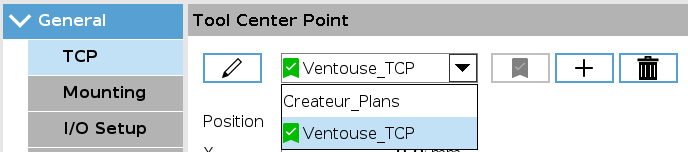 General
Tool Center Point
TCP
Ventouse_TCP
Mounting
Createur_Plans
Position
I/O Setup
Ventouse_TCP